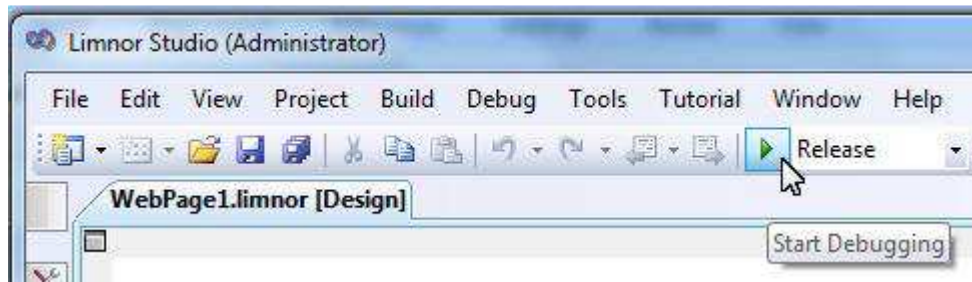 Limnor Studio (Administrator)
File Edit View Project Build Debug Tools Tutorial Window Help
Release
WebPage1.limnor [Design]
Start Debugging